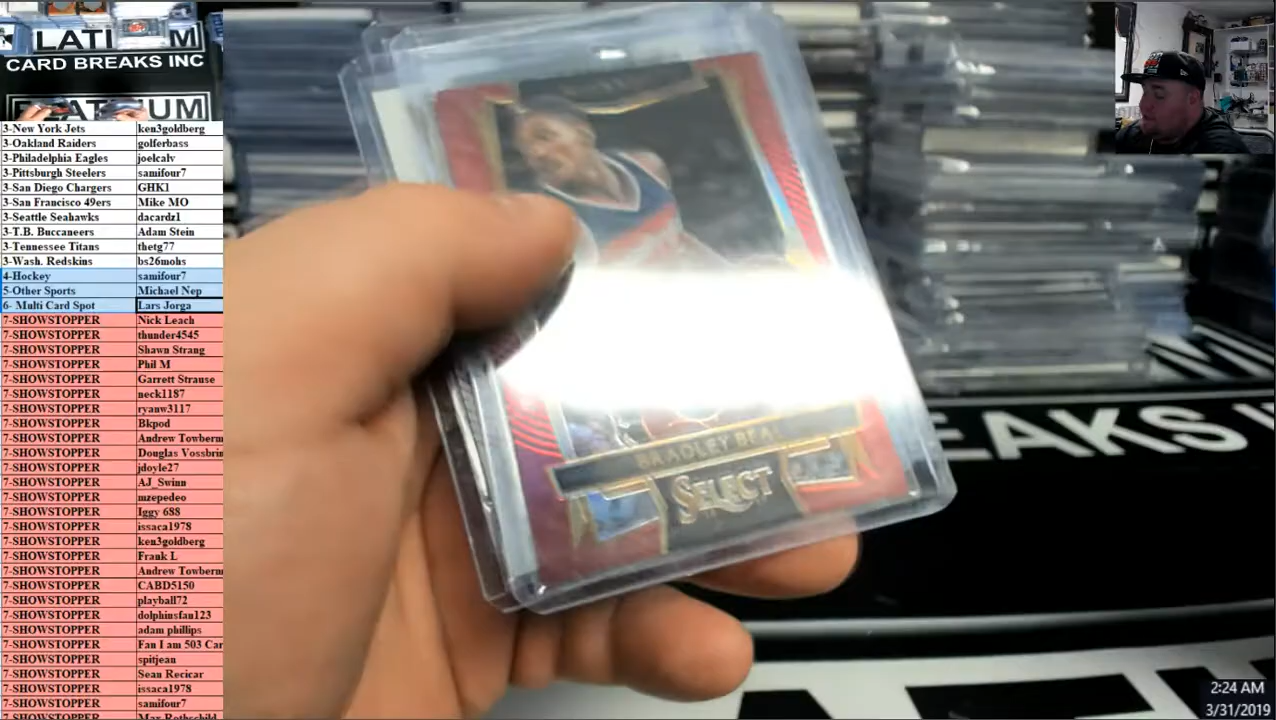 LATI M
CARD BREAKS INC
PLATINUM
3-New York Jets ken3goldberg
3-Oakland Raiders golferbass
3-Philadelphia Eagles joelcalv
3-Pittsburgh Steelers samifour7
3-San Diego Chargers GHK1
3-San Francisco 49ers Mike MO
3-Seattle Seahawks dacardz1
3-T.B. Buccaneers Adam Stein
3-Tennessee Titans thetg77
3-Wash. Redskins bs26mohs
4-Hockey samifour7
5-Other Sports Michael Nep
6- Multi Card Spot Lars Jorga
7-SHOWSTOPPER Nick Leach
7-SHOWSTOPPER thunder4545
7-SHOWSTOPPER Shawn Strang
7-SHOWSTOPPER Phil M
7-SHOWSTOPPER Garrett Strause
7-SHOWSTOPPER neck1187
7-SHOWSTOPPER ryanw3117
7-SHOWSTOPPER Bkpod
7-SHOWSTOPPER Andrew Towberm
7-SHOWSTOPPER Douglas Vossbrin
7-SHOWSTOPPER jdoyle27
7-SHOWSTOPPER AJ_Swinn
7-SHOWSTOPPER mzepedeo
7-SHOWSTOPPER Iggy 688
7-SHOWSTOPPER issaca1978
7-SHOWSTOPPER ken3goldberg
7-SHOWSTOPPER Frank L
7-SHOWSTOPPER Andrew Towberm
7-SHOWSTOPPER CABD5150
7-SHOWSTOPPER playball72
7-SHOWSTOPPER dolphinsfan123
7-SHOWSTOPPER adam phillips
7-SHOWSTOPPER Fan I am 503 Car
7-SHOWSTOPPER spitjean
7-SHOWSTOPPER Sean Recicar
7-SHOWSTOPPER issaca1978
7-SHOWSTOPPER samifour7
7-SHOWSTOPPER Max Rothschild
BRADLEY BEAL
SELECT
EAKS I
2:24 AM
3/31/2019